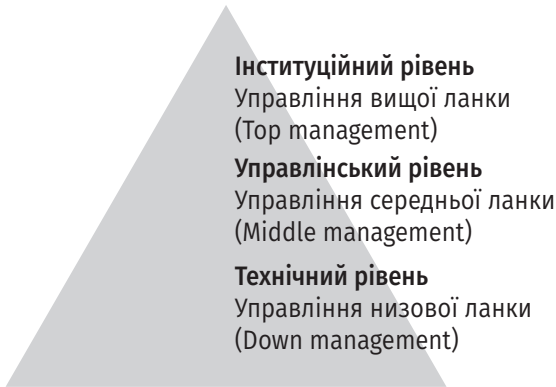 Інституційний рівень
Управління вищої ланки
(Top management)
Управлінський рівень
Управління середньої ланки
(Middle management)
Технічний рівень
Управління низової ланки
(Down management)